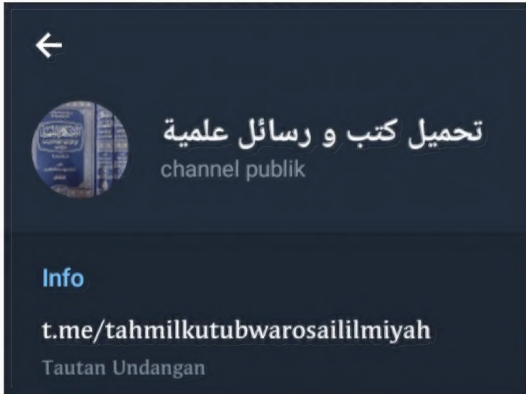 تحميل كتب و رسائل علمية
channel publik
Info
t.me/tahmilkutubwarosaililmiyah
Tautan Undangan